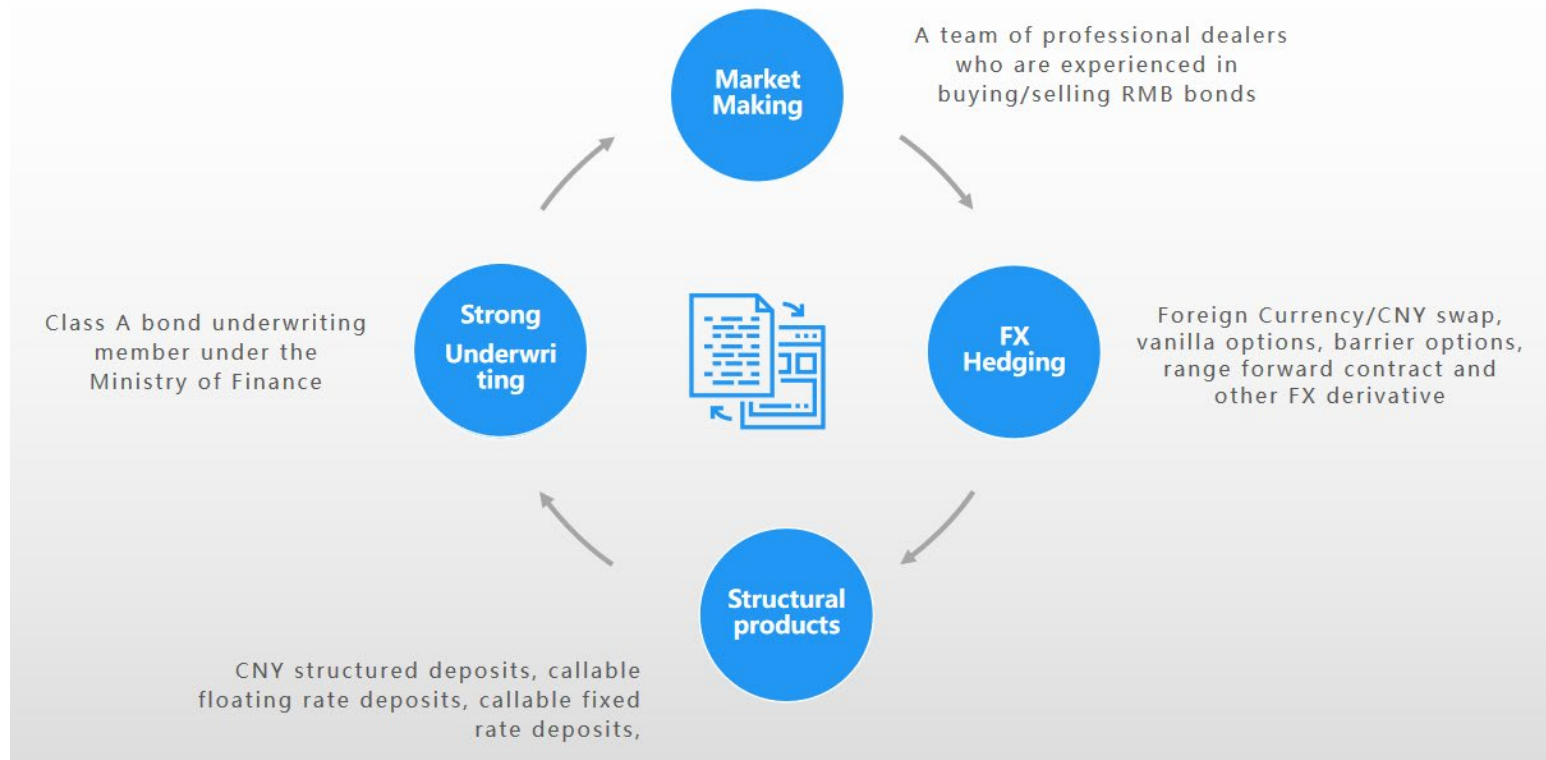 Market
Making
A team of professional dealers
who are experienced in
buying/selling RMB bonds
Strong
Underwri
ting
Class A bond underwriting
member under the
Ministry of Finance
FX
Hedging
Foreign Currency/CNY swap,
vanilla options, barrier options,
range forward contract and
other FX derivative
Structural
products
CNY structured deposits, callable
floating rate deposits, callable fixed
rate deposits,